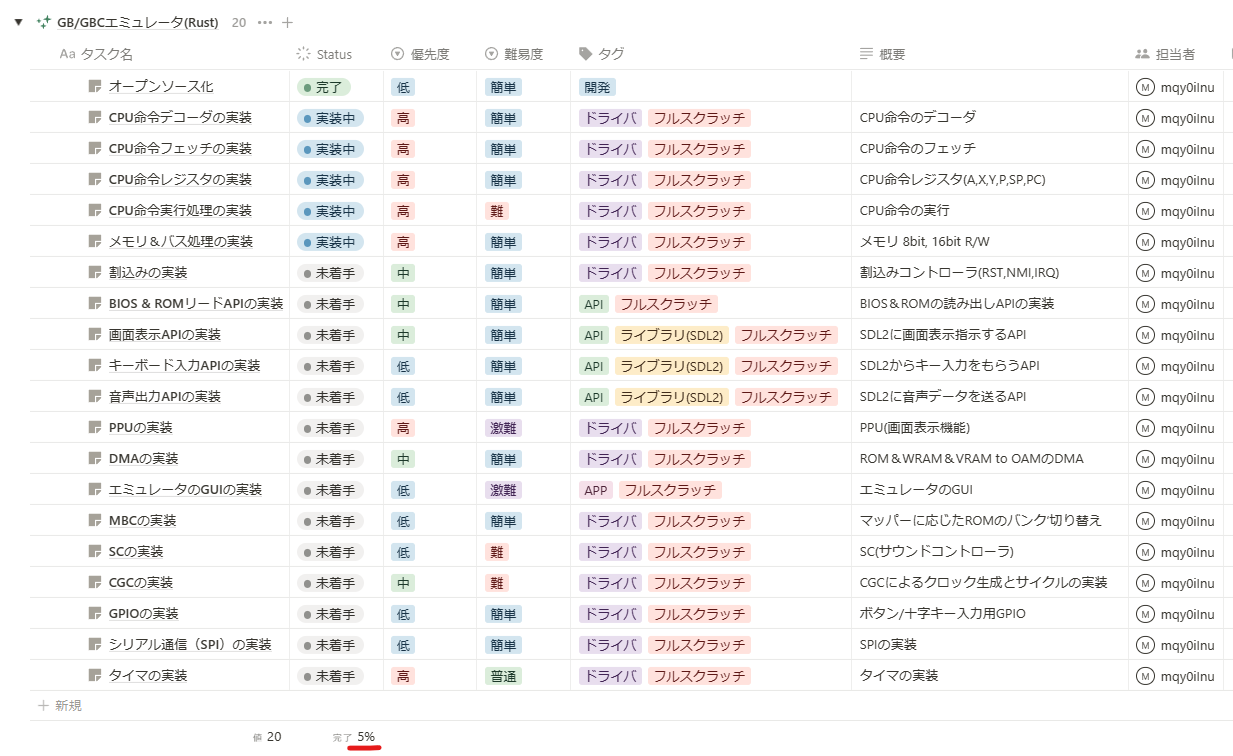 GB/GBCエミュレータ(Rust) 20
Aa タスク名 Status 優先度 難易度 タグ 概要 担当者
オープンソース化 完了 低 簡単 開発 M mqy0ilnu
CPU命令デコーダの実装 実装中 高 簡単 ドライバ フルスクラッチ CPU命令のデコーダ M mqy0ilnu
CPU命令フェッチの実装 実装中 高 簡単 ドライバ フルスクラッチ CPU命令のフェッチ M mqy0ilnu
CPU命令レジスタの実装 実装中 高 簡単 ドライバ フルスクラッチ CPU命令レジスタ(A,X,Y,P,SP,PC) M mqy0ilnu
CPU命令実行処理の実装 実装中 高 難 ドライバ フルスクラッチ CPU命令の実行 M mqy0ilnu
メモリ＆バス処理の実装 実装中 高 簡単 ドライバ フルスクラッチ メモリ 8bit, 16bit R/W M mqy0ilnu
割込みの実装 未着手 中 簡単 ドライバ フルスクラッチ 割込みコントローラ(RST,NMI,IRQ) M mqy0ilnu
BIOS & ROMリードAPIの実装 未着手 中 簡単 API フルスクラッチ BIOS＆ROMの読み出しAPIの実装 M mqy0ilnu
画面表示APIの実装 未着手 中 簡単 API ライブラリ(SDL2) フルスクラッチ SDL2に画面表示指示するAPI M mqy0ilnu
キーボード入力APIの実装 未着手 低 簡単 API ライブラリ(SDL2) フルスクラッチ SDL2からキー入力をもらうAPI M mqy0ilnu
音声出力APIの実装 未着手 低 簡単 API ライブラリ(SDL2) フルスクラッチ SDL2に音声データを送るAPI M mqy0ilnu
PPUの実装 未着手 高 激難 ドライバ フルスクラッチ PPU(画面表示機能) M mqy0ilnu
DMAの実装 未着手 中 簡単 ドライバ フルスクラッチ ROM＆WRAM＆VRAM to OAMのDMA M mqy0ilnu
エミュレータのGUIの実装 未着手 低 激難 APP フルスクラッチ エミュレータのGUI M mqy0ilnu
MBCの実装 未着手 低 簡単 ドライバ フルスクラッチ マッパーに応じたROMのバンク'切り替え M mqy0ilnu
SCの実装 未着手 低 難 ドライバ フルスクラッチ SC(サウンドコントローラ) M mqy0ilnu
CGCの実装 未着手 中 難 ドライバ フルスクラッチ CGCによるクロック生成とサイクルの実装 M mqy0ilnu
GPIOの実装 未着手 低 簡単 ドライバ フルスクラッチ ボタン/十字キー入力用GPIO M mqy0ilnu
シリアル通信（SPI）の実装 未着手 低 簡単 ドライバ フルスクラッチ SPIの実装 M mqy0ilnu
タイマの実装 未着手 高 普通 ドライバ フルスクラッチ タイマの実装 M mqy0ilnu
新規
値 20 完了 5%